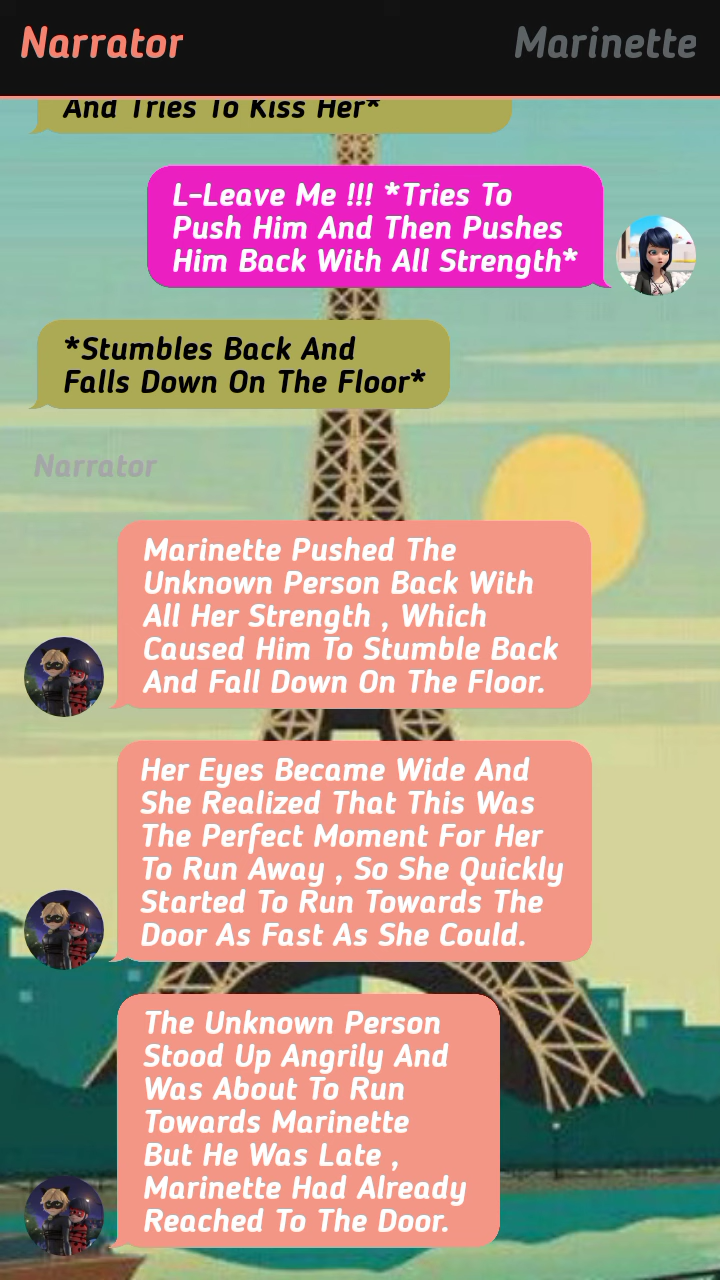 Narrator
Marinette
And Tries To Kiss Her*
L-Leave Me !!! *Tries To
Push Him And Then Pushes
Him Back With All Strength*
*Stumbles Back And
Falls Down On The Floor*
Narrator
Marinette Pushed The
Unknown Person Back With
All Her Strength , Which
Caused Him To Stumble Back
And Fall Down On The Floor.
Her Eyes Became Wide And
She Realized That This Was
The Perfect Moment For Her
To Run Away , So She Quickly
Started To Run Towards The
Door As Fast As She Could.
The Unknown Person
Stood Up Angrily And
Was About To Run
Towards Marinette
But He Was Late ,
Marinette Had Already
Reached To The Door.